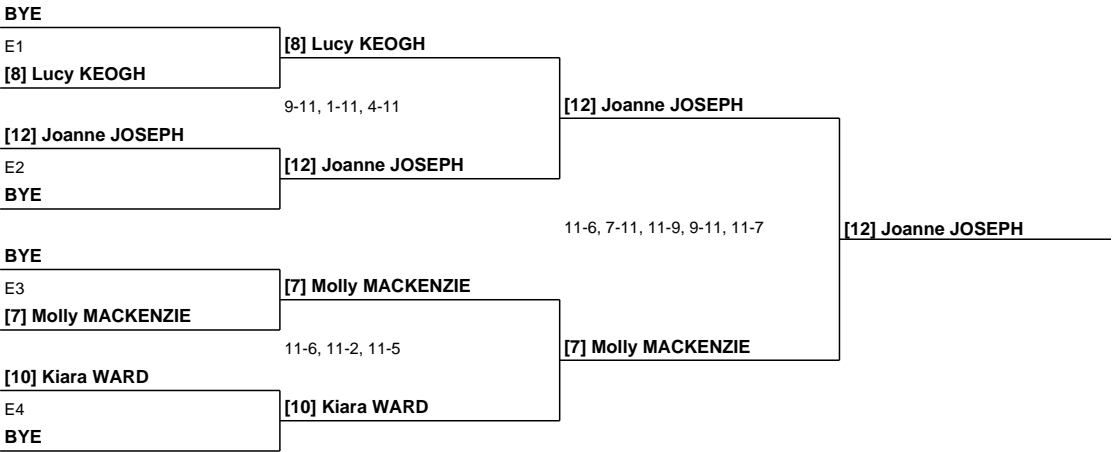 BYE
E1
[8] Lucy KEOGH
[8] Lucy KEOGH
9-11, 1-11, 4-11
[12] Joanne JOSEPH
[12] Joanne JOSEPH
E2
[12] Joanne JOSEPH
BYE
11-6, 7-11, 11-9, 9-11, 11-7
[12] Joanne JOSEPH
BYE
E3
[7] Molly MACKENZIE
[7] Molly MACKENZIE
11-6, 11-2, 11-5
[7] Molly MACKENZIE
[10] Kiara WARD
E4
[10] Kiara WARD
BYE